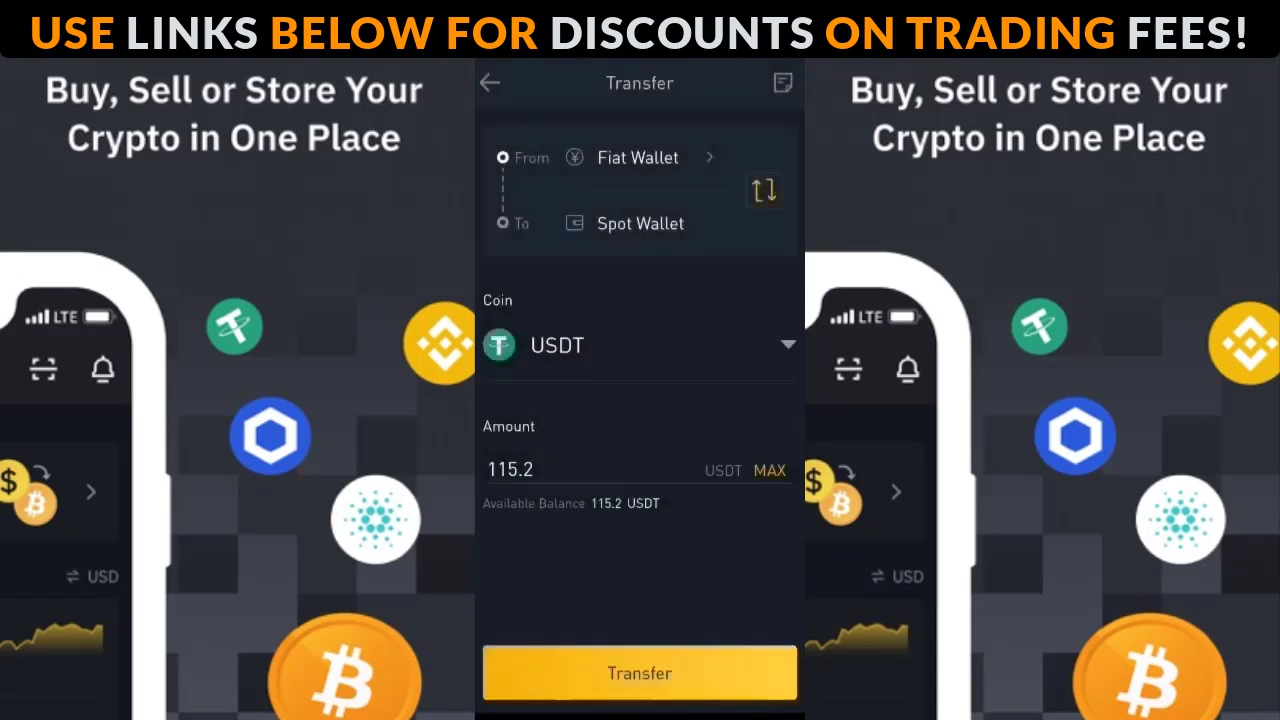 USE LINKS BELOW FOR DISCOUNTS ON TRADING FEES!
Buy, Sell or Store Your
Crypto in One Place
LTE
$
USD
Transfer
From Fiat Wallet
To Spot Wallet
Coin
USDT
Amount
115.2 USDT MAX
Available Balance 115.2 USDT
Transfer
Buy, Sell or Store Your
Crypto in One Place
LTE
$
USD